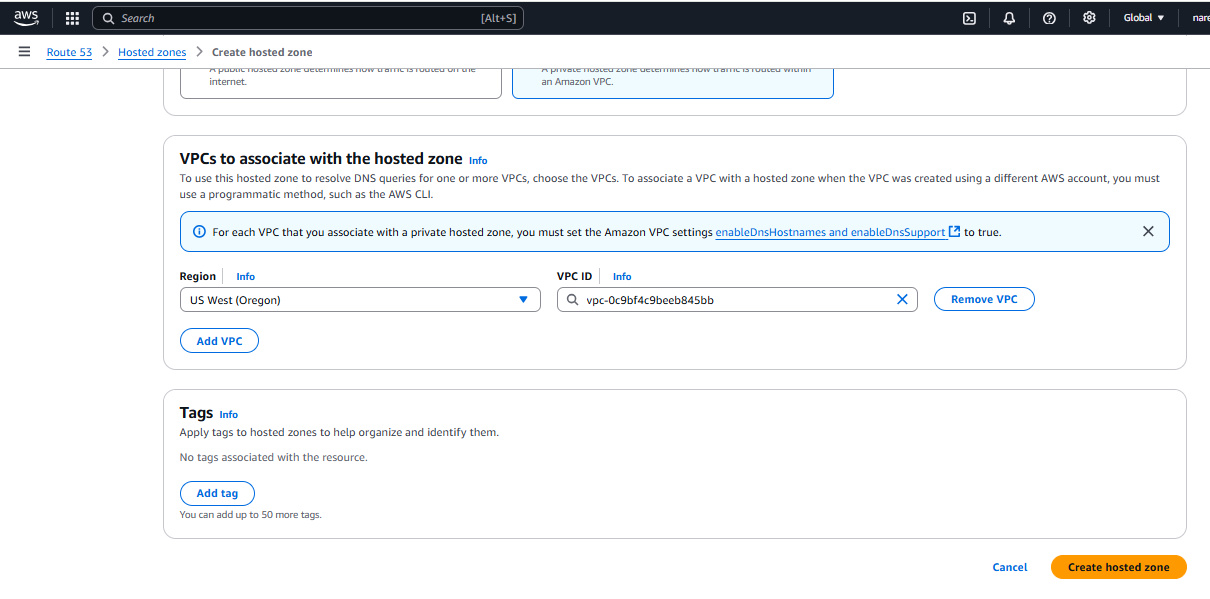 aws
Search [Alt+S]
Global
nare
Route 53 > Hosted zones > Create hosted zone
A public hosted zone determines how traffic is routed on the
internet.
A private hosted zone determines how traffic is routed within
an Amazon VPC.
VPCs to associate with the hosted zone Info
To use this hosted zone to resolve DNS queries for one or more VPCs, choose the VPCs. To associate a VPC with a hosted zone when the VPC was created using a different AWS account, you must
use a programmatic method, such as the AWS CLI.
For each VPC that you associate with a private hosted zone, you must set the Amazon VPC settings enableDnsHostnames and enableDnsSupport to true.
Region Info
VPC ID Info
US West (Oregon)
vpc-0c9bf4c9beeb845bb
Remove VPC
Add VPC
Tags Info
Apply tags to hosted zones to help organize and identify them.
No tags associated with the resource.
Add tag
You can add up to 50 more tags.
Cancel
Create hosted zone